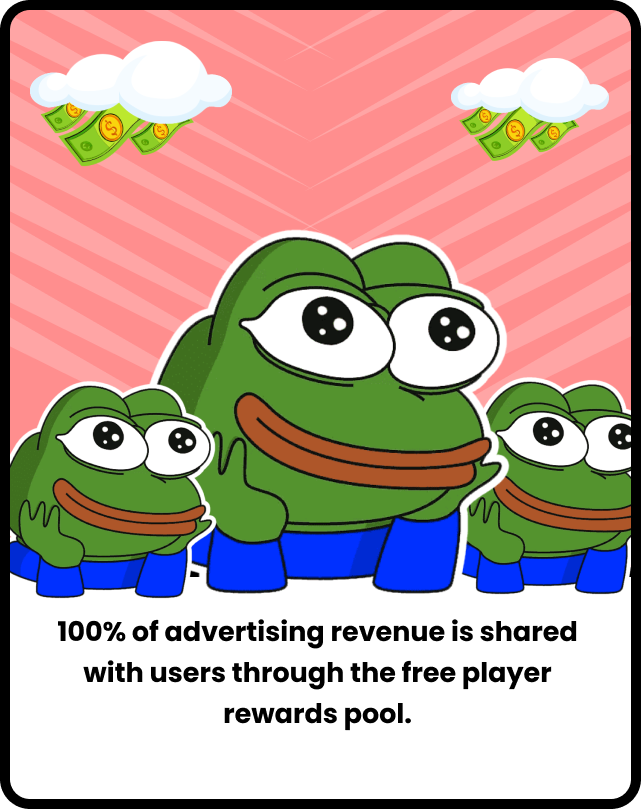 100% of advertising revenue is shared
with users through the free player
rewards pool.